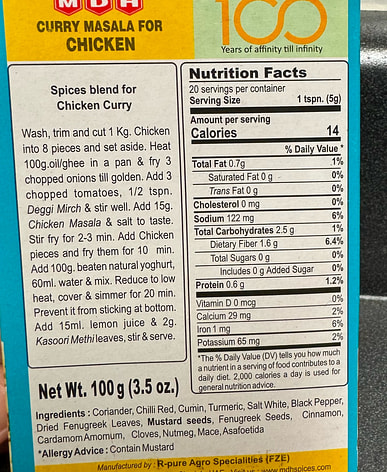 MDH
CURRY MASALA FOR
CHICKEN
100
Years of affinity till infinity
Spices blend for
Chicken Curry
Wash, trim and cut 1 Kg. Chicken
into 8 pieces and set aside. Heat
100g.oil/ghee in a pan & fry 3
chopped onions till golden. Add 3
chopped tomatoes, 1/2 tspn.
Deggi Mirch & stir well. Add 15g.
Chicken Masala & salt to taste.
Stir fry for 2-3 min. Add Chicken
pieces and fry them for 10 min.
Add 100g. beaten natural yoghurt,
60ml. water & mix. Reduce to low
heat, cover & simmer for 20 min.
Prevent it from sticking at bottom.
Add 15ml. lemon juice & 2g.
Kasoori Methi leaves, stir & serve.
Net Wt. 100 g (3.5 oz.)
Nutrition Facts
20 servings per container
Serving Size 1 tspn. (5g)
Amount per serving
Calories 14
% Daily Value *
Total Fat 0.7g .1%
Saturated Fat 0 g 0%
Trans Fat 0 g 0%
Cholesterol 0 mg 0%
Sodium 122 mg 6%
Total Carbohydrates 2.5 g 1%
Dietary Fiber 1.6 g 6.4%
Total Sugars 0 g 0%
Includes 0 g Added Sugar 0%
Protein 0.6 g 1.2%
Vitamin D 0 mcg 0%
Calcium 29 mg 2%
Iron 1 mg 6%
Potassium 65 mg 2%
*The % Daily Value (DV) tells you how much
a nutrient in a serving of food contributes to a
daily diet. 2,000 calories a day is used for
general nutrition advice.
Ingredients : Coriander, Chilli Red, Cumin, Turmeric, Salt White, Black Pepper,
Dried Fenugreek Leaves, Mustard seeds, Fenugreek Seeds, Cinnamon,
Cardamom Amomum, Cloves, Nutmeg, Mace, Asafoetida
*Allergy Advice : Contain Mustard
Manufactured by : R-pure Agro Specialities (FZE)